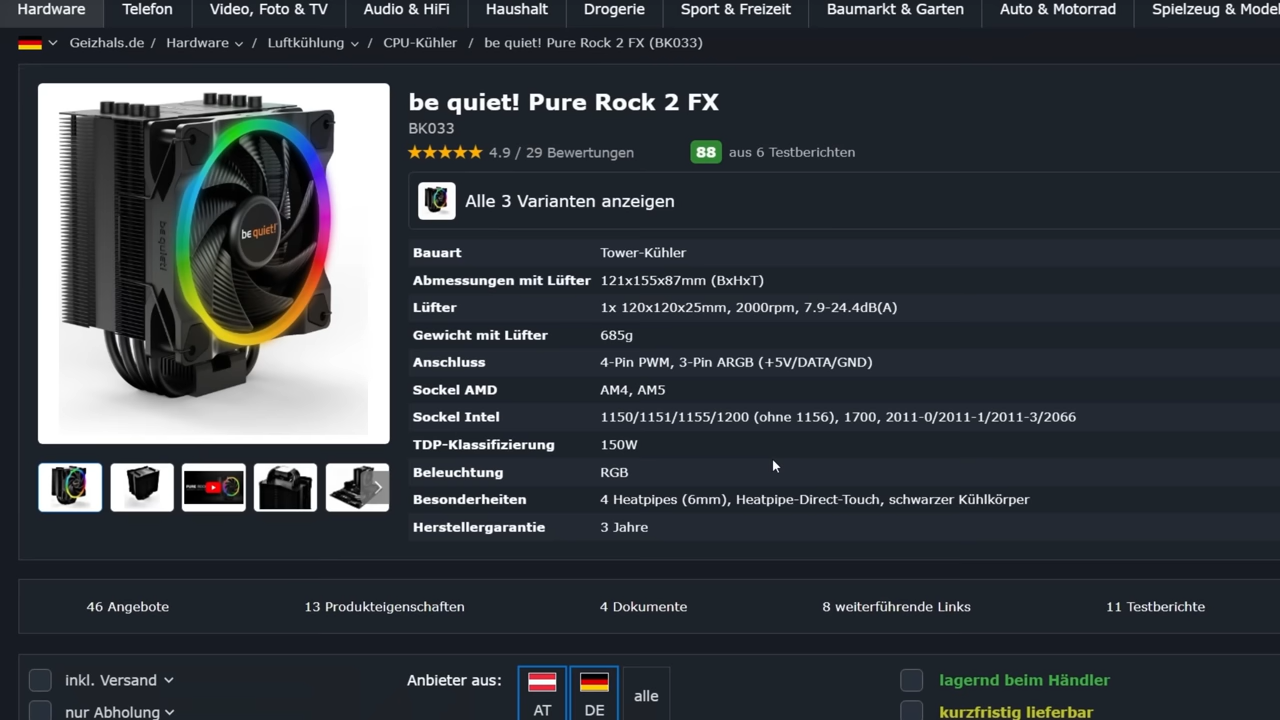 Hardware Telefon Video, Foto & TV Audio & HiFi Haushalt Drogerie Sport & Freizeit Baumarkt & Garten Auto & Motorrad Spielzeug &
Geizhals.de / Hardware / Luftkühlung / CPU-Kühler / be quiet! Pure Rock 2 FX (BK033)
be quiet! Pure Rock 2 FX
BK033
4.9 / 29 Bewertungen 88 aus 6 Testberichten
Alle 3 Varianten anzeigen
be quiet!
be quiet!
Bauart Tower-Kühler
Abmessungen mit Lüfter 121x155x87mm (BxHxT)
Lüfter 1x 120x120x25mm, 2000rpm, 7.9-24.4dB(A)
Gewicht mit Lüfter 685g
Anschluss 4-Pin PWM, 3-Pin ARGB (+5V/DATA/GND)
Sockel AMD AM4, AM5
Sockel Intel 1150/1151/1155/1200 (ohne 1156), 1700, 2011-0/2011-1/2011-3/2066
TDP-Klassifizierung 150W
Beleuchtung RGB
Besonderheiten 4 Heatpipes (6mm), Heatpipe-Direct-Touch, schwarzer Kühlkörper
Herstellergarantie 3 Jahre
46 Angebote 13 Produkteigenschaften 4 Dokumente 8 weiterführende Links 11 Testberichte
inkl. Versand Anbieter aus: AT DE alle lagernd beim Händler
nur Abholung kurzfristig lieferbar